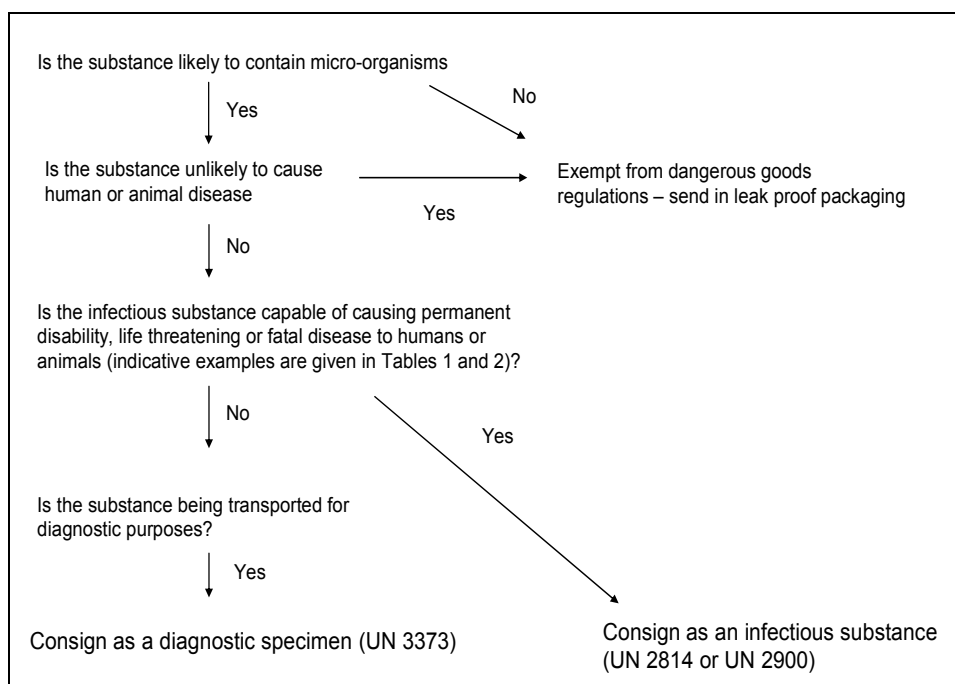 Is the substance likely to contain micro-organisms
No
Yes
Is the substance unlikely to cause
human or animal disease
Exempt from dangerous goods
regulations – send in leak proof packaging
Yes
No
Is the infectious substance capable of causing permanent
disability, life threatening or fatal disease to humans or
animals (indicative examples are given in Tables 1 and 2)?
No
Yes
Is the substance being transported for
diagnostic purposes?
Yes
Consign as a diagnostic specimen (UN 3373)
Consign as an infectious substance
(UN 2814 or UN 2900)